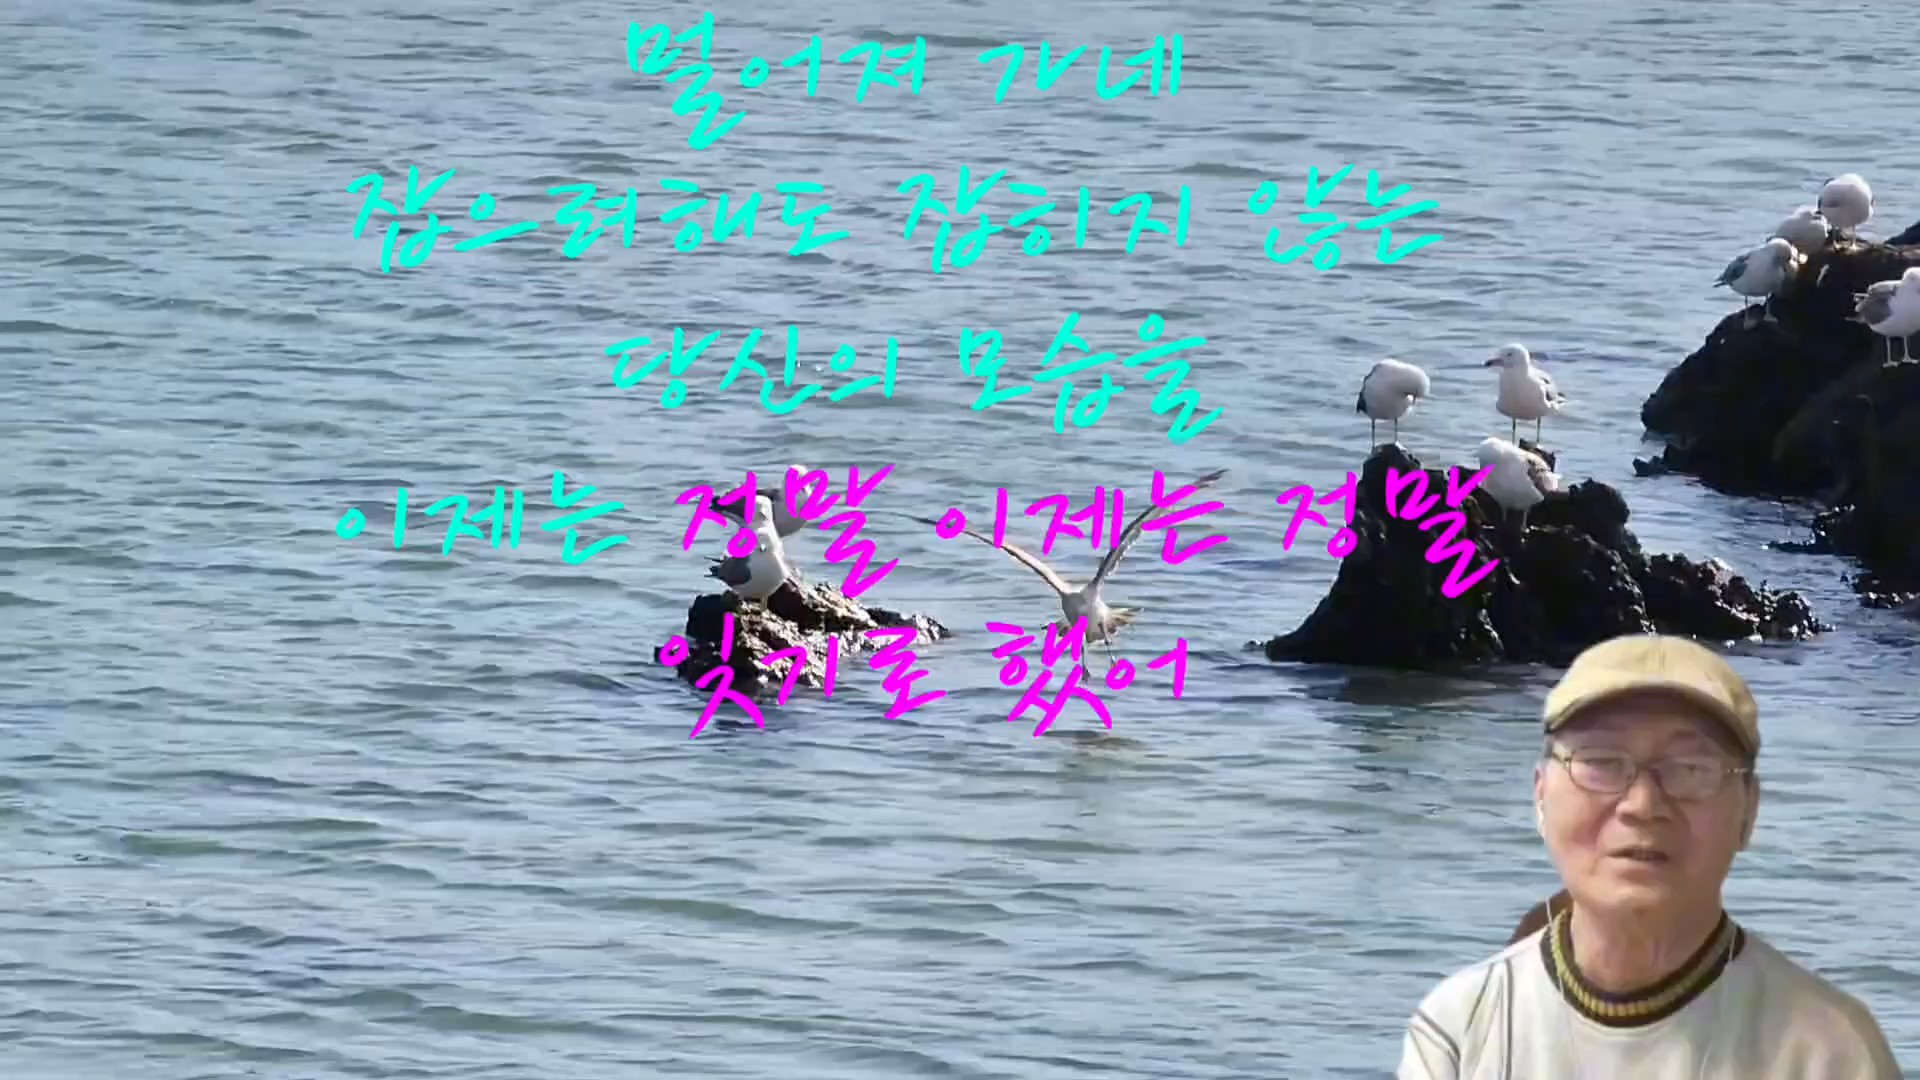 멀어져 가네
잡으려해도 잡히지 않는
당신의 모습을
이제는 정말 이제는 정말
잊기로 했어